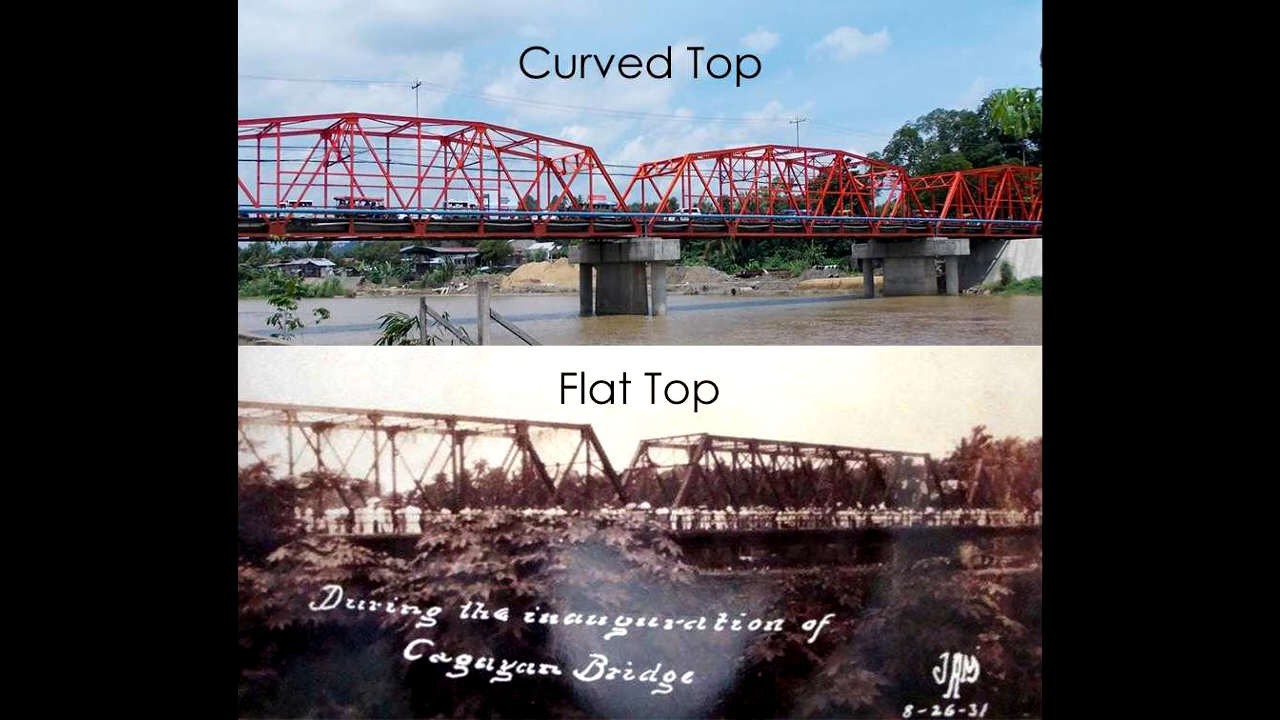 Curved Top
Flat Top
During the inauguration of
Cagayan Bridge
JAM
8-26-31